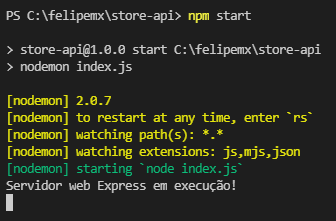 PS C:\felipemx\store-api> npm start
> store-api@1.0.0 start C:\felipemx\store-api
> nodemon index.js
[nodemon] 2.0.7
[nodemon] to restart at any time, enter `rs`
[nodemon] watching path(s): *.*
[nodemon] watching extensions: js,mjs,json
[nodemon] starting `node index.js`
Servidor web Express em execução!